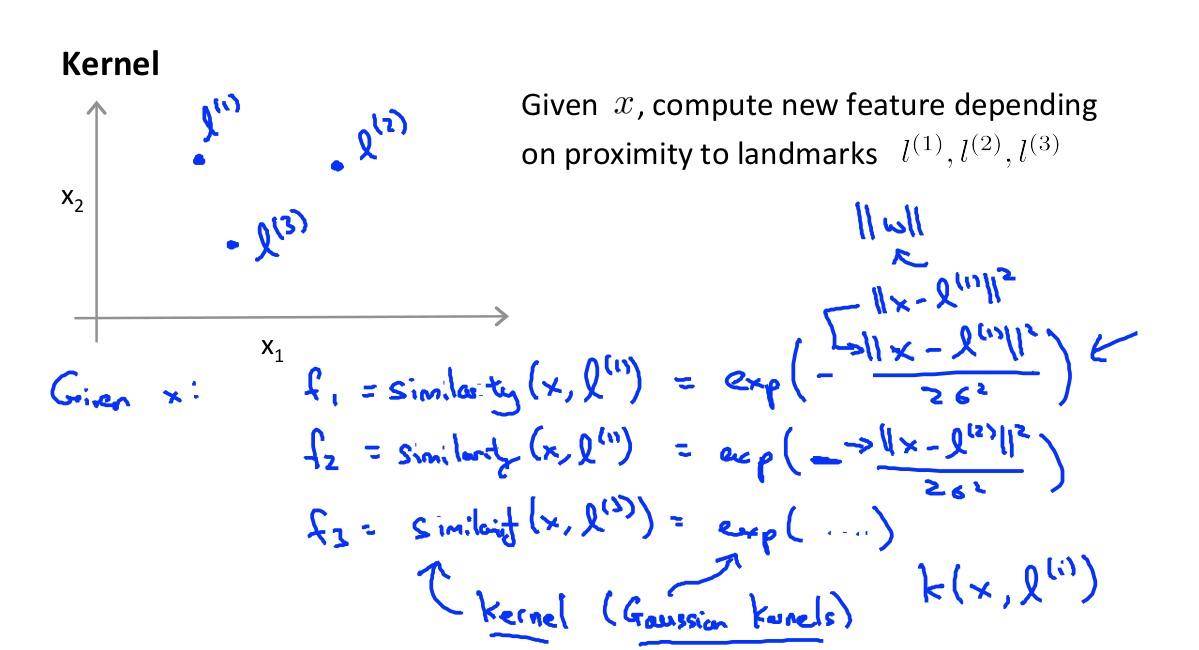 Kernel
l⁽¹⁾
l⁽²⁾
l⁽³⁾
x₂
x₁
Given x, compute new feature depending
on proximity to landmarks l⁽¹⁾, l⁽²⁾, l⁽³⁾
||w||
||x - l⁽¹⁾||²
Given x: f₁ = similarity (x, l⁽¹⁾) = exp(- ||x - l⁽¹⁾||² / 2σ²)
f₂ = similarity (x, l⁽¹⁾) = exp(- ||x - l⁽²⁾||² / 2σ²)
f₃ = similarity (x, l⁽³⁾) = exp( ....)
kernel (Gaussian kernels) k(x, l⁽ⁱ⁾)